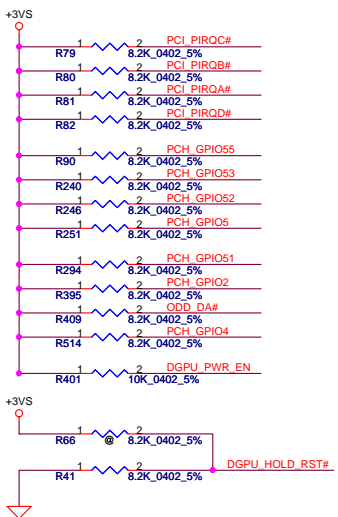 +3VS
1 2 PCI_PIRQC#
R79 8.2K_0402_5%
1 2 PCI_PIRQB#
R80 8.2K_0402_5%
1 2 PCI_PIRQA#
R81 8.2K_0402_5%
1 2 PCI_PIRQD#
R82 8.2K_0402_5%
1 2 PCH_GPIO55
R90 8.2K_0402_5%
1 2 PCH_GPIO53
R240 8.2K_0402_5%
1 2 PCH_GPIO52
R246 8.2K_0402_5%
1 2 PCH_GPIO5
R251 8.2K_0402_5%
1 2 PCH_GPIO51
R294 8.2K_0402_5%
1 2 PCH_GPIO2
R395 8.2K_0402_5%
1 2 ODD_DA#
R409 8.2K_0402_5%
1 2 PCH_GPIO4
R514 8.2K_0402_5%
1 2 DGPU_PWR_EN
R401 10K_0402_5%
+3VS
1 2
R66 @ 8.2K_0402_5%
1 2 DGPU_HOLD_RST#
R41 8.2K_0402_5%